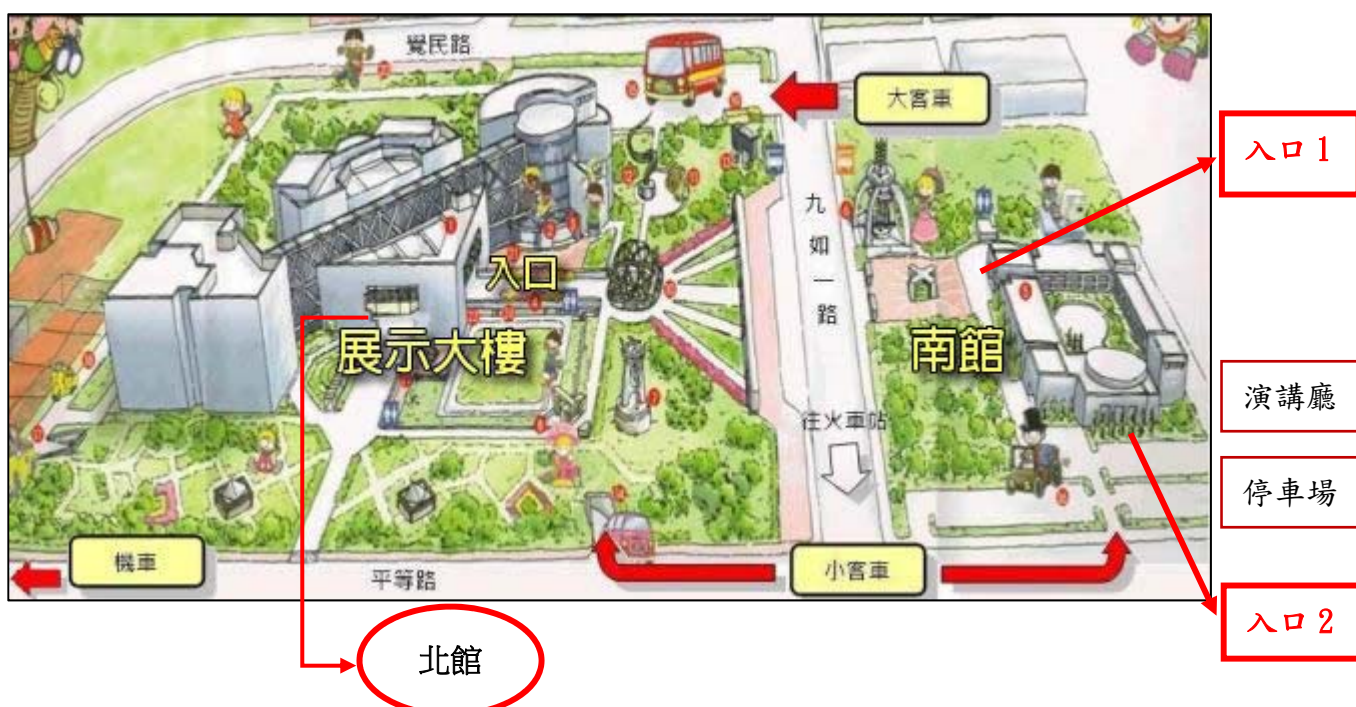 覺民路
大客車
入口 1
九如一路
入口
展示大樓
南館
演講廳
往火車站
停車場
機車
平等路
小客車
入口 2
北館